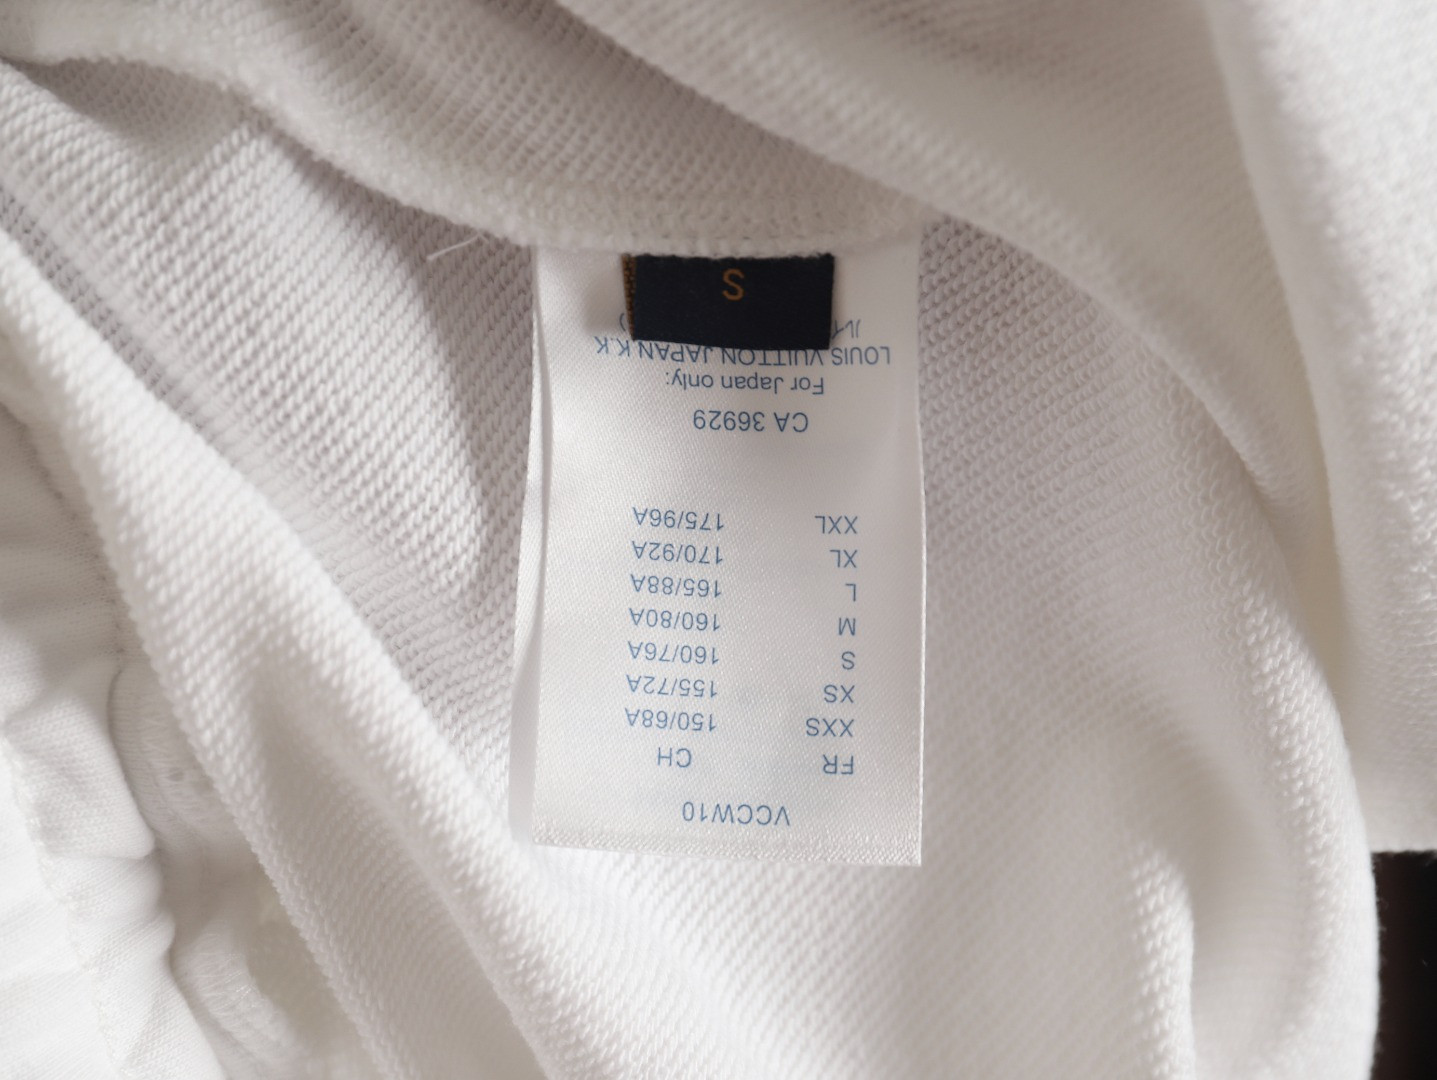 VCCW10
FR CH
XXS 150/68A
XS 155/72A
S 160/76A
M 160/80A
L 165/88A
XL 170/92A
XXL 175/96A
CA 36929
For Japan only:
LOUIS VUITTON JAPAN K.K
S